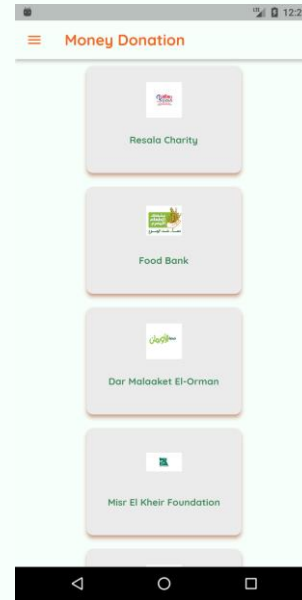 12:2
Money Donation
Resala Charity
Food Bank
Dar Malaaket El-Orman
Misr El Kheir Foundation